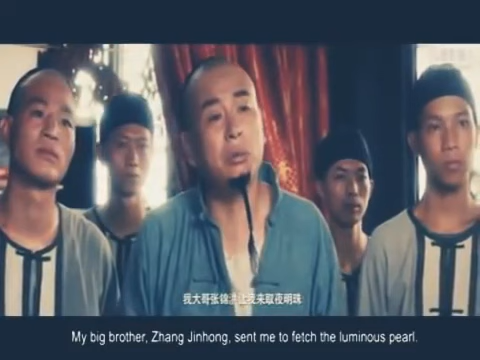 我大哥张锦洪让我来取夜明珠
My big brother, Zhang Jinhong, sent me to fetch the luminous pearl.